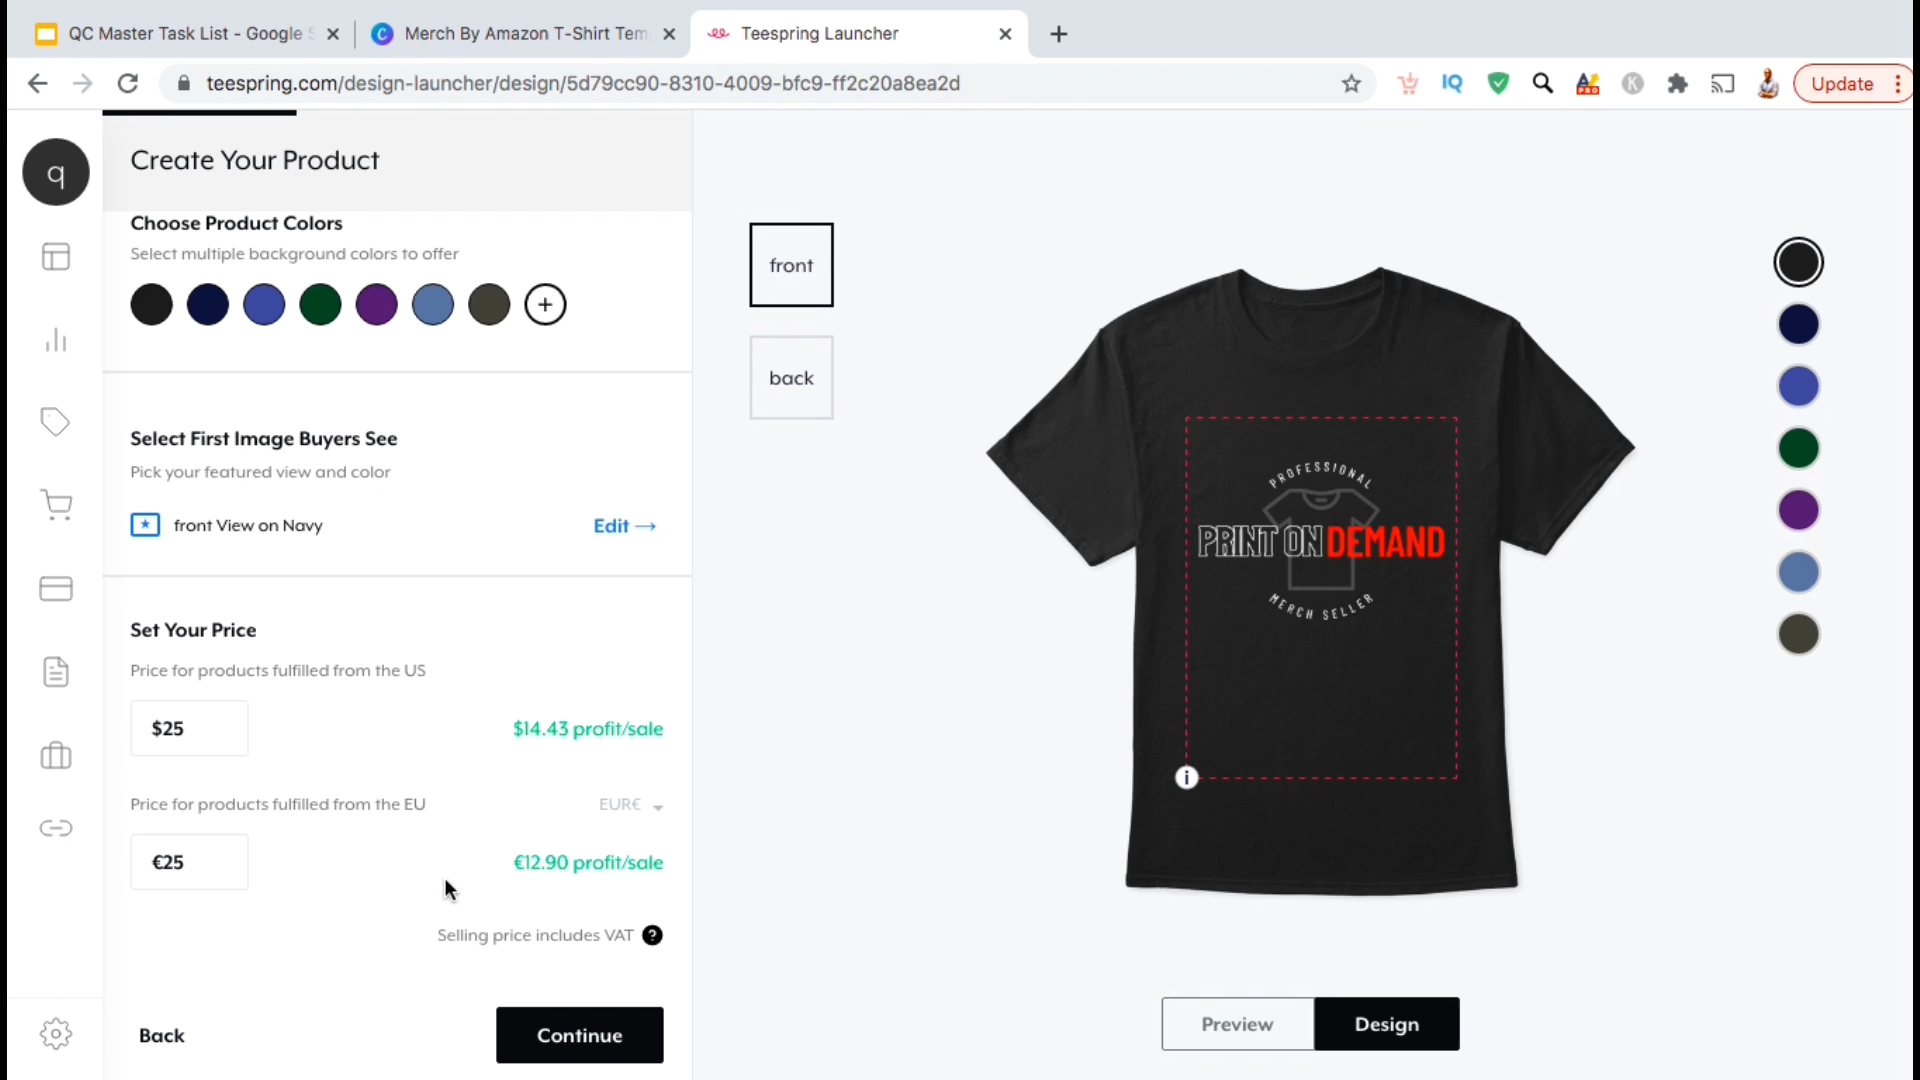 QC Master Task List - Google S
Merch By Amazon T-Shirt Tem
Teespring Launcher
teespring.com/design-launcher/design/5d79cc90-8310-4009-bfc9-ff2c20a8ea2d
IQ
PRO
K
Update
q
Create Your Product
Choose Product Colors
Select multiple background colors to offer
Select First Image Buyers See
Pick your featured view and color
front View on Navy
Edit →
Set Your Price
Price for products fulfilled from the US
$25
$14.43 profit/sale
Price for products fulfilled from the EU
EUR€
€25
€12.90 profit/sale
Selling price includes VAT ?
Back
Continue
front
back
PROFESSIONAL
PRINT ON DEMAND
MERCH SELLER
i
Preview
Design